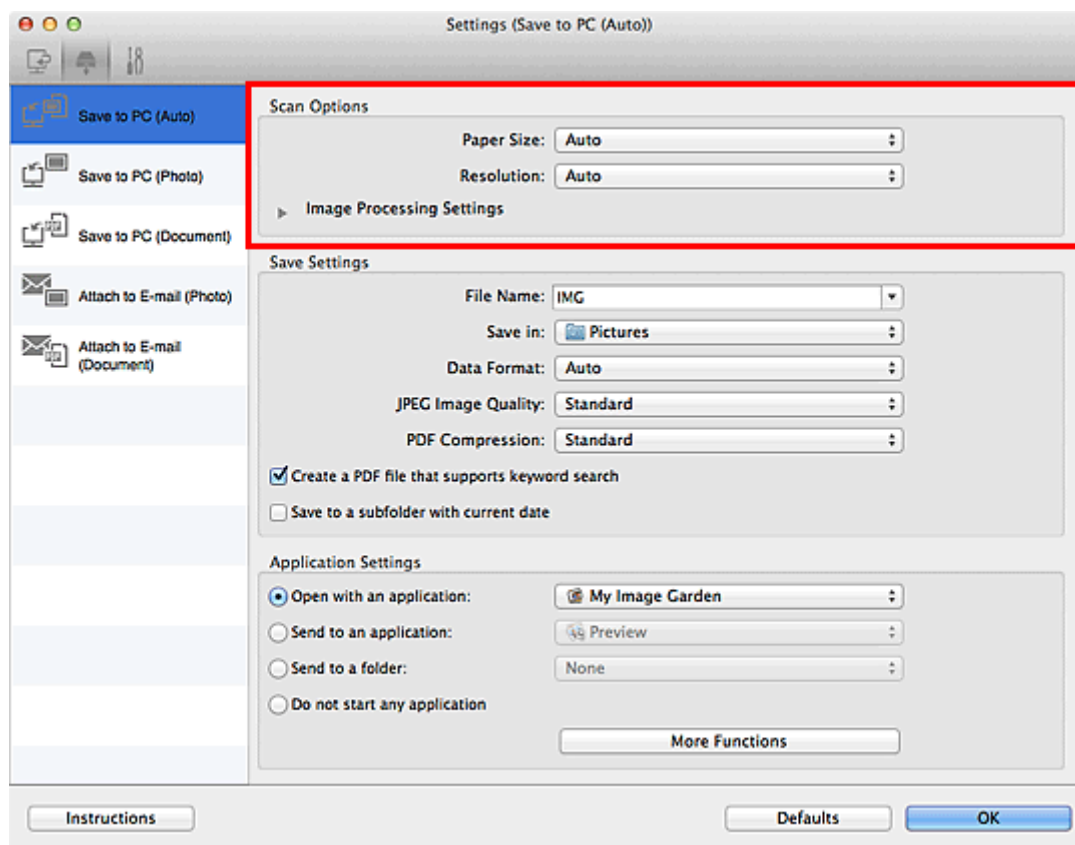 Settings (Save to PC (Auto))
Save to PC (Auto)
Save to PC (Photo)
Save to PC (Document)
Attach to E-mail (Photo)
Attach to E-mail
(Document)
Scan Options
Paper Size: Auto
Resolution: Auto
Image Processing Settings
Save Settings
File Name: IMG
Save in: Pictures
Data Format: Auto
JPEG Image Quality: Standard
PDF Compression: Standard
Create a PDF file that supports keyword search
Save to a subfolder with current date
Application Settings
Open with an application: My Image Garden
Send to an application: Preview
Send to a folder: None
Do not start any application
More Functions
Instructions
Defaults
OK